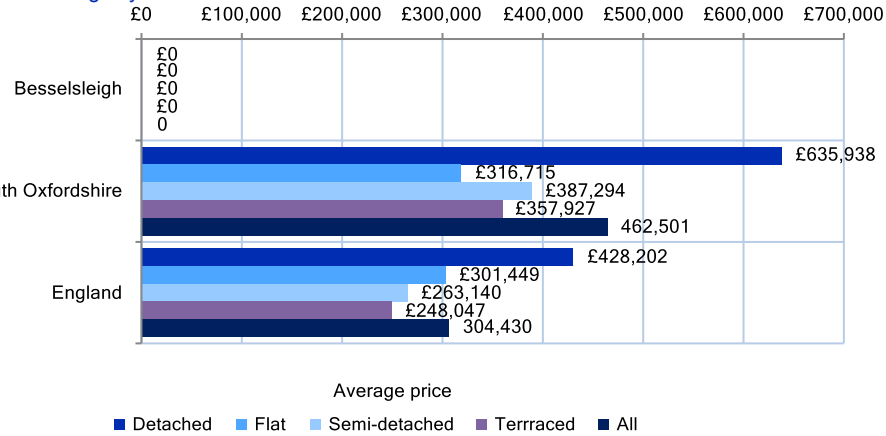 £0 £100,000 £200,000 £300,000 £400,000 £500,000 £600,000 £700,000
£0
£0
Besselsleigh £0
£0
0
£635,938
£316,715
th Oxfordshire £387,294
£357,927
462,501
£428,202
£301,449
England £263,140
£248,047
304,430
Average price
Detached Flat Semi-detached Terrraced All